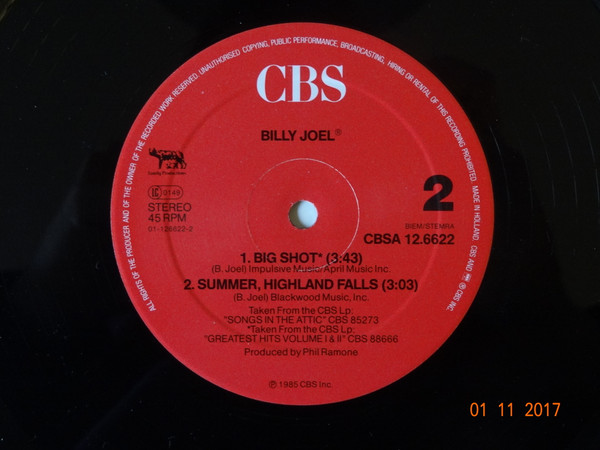 ALL RIGHTS OF THE PRODUCER AND OF THE OWNER OF THE RECORDED WORK RESERVED. UNAUTHORISED COPYING, PUBLIC PERFORMANCE, BROADCASTING, HIRING OR RENTAL OF THIS RECORDING PROHIBITED. MADE IN HOLLAND. CBS AND ® CBS INC.
CBS
BILLY JOEL®
0149
STEREO
45 RPM
01-126622-2
2
BIEM/STEMRA
CBSA 12.6622
1. BIG SHOT* (3:43)
(B. Joel) Impulsive Music/April Music Inc.
2. SUMMER, HIGHLAND FALLS (3:03)
(B. Joel) Blackwood Music, Inc.
Taken From the CBS Lp:
"SONGS IN THE ATTIC" CBS 85273
*Taken From the CBS Lp:
"GREATEST HITS VOLUME I & II" CBS 88666
Produced by Phil Ramone
℗ 1985 CBS Inc.
01 11 2017